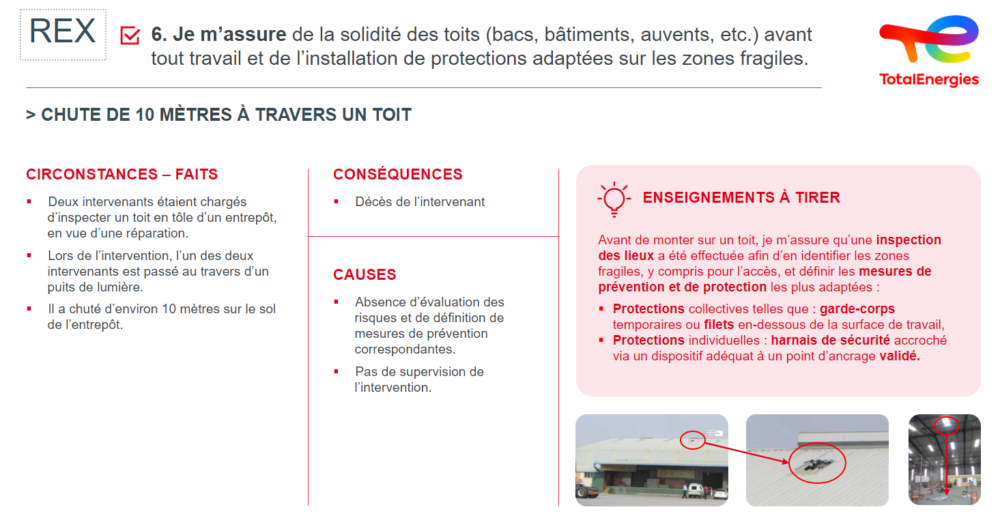 REX
6. Je m’assure de la solidité des toits (bacs, bâtiments, auvents, etc.) avant
tout travail et de l’installation de protections adaptées sur les zones fragiles.
TotalEnergies
> CHUTE DE 10 MÈTRES À TRAVERS UN TOIT
CIRCONSTANCES – FAITS
▪ Deux intervenants étaient chargés
d’inspecter un toit en tôle d’un entrepôt,
en vue d’une réparation.
▪ Lors de l’intervention, l’un des deux
intervenants est passé au travers d’un
puits de lumière.
▪ Il a chuté d’environ 10 mètres sur le sol
de l’entrepôt.
CONSÉQUENCES
▪ Décès de l’intervenant
CAUSES
▪ Absence d’évaluation des
risques et de définition de
mesures de prévention
correspondantes.
▪ Pas de supervision de
l’intervention.
ENSEIGNEMENTS À TIRER
Avant de monter sur un toit, je m’assure qu’une inspection
des lieux a été effectuée afin d’en identifier les zones
fragiles, y compris pour l’accès, et définir les mesures de
prévention et de protection les plus adaptées :
▪ Protections collectives telles que : garde-corps
temporaires ou filets en-dessous de la surface de travail,
▪ Protections individuelles : harnais de sécurité accroché
via un dispositif adéquat à un point d’ancrage validé.